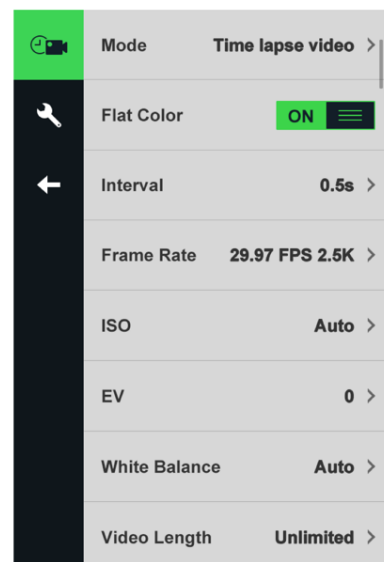 Mode Time lapse video >
Flat Color ON
Interval 0.5s >
Frame Rate 29.97 FPS 2.5K >
ISO Auto >
EV 0 >
White Balance Auto >
Video Length Unlimited >